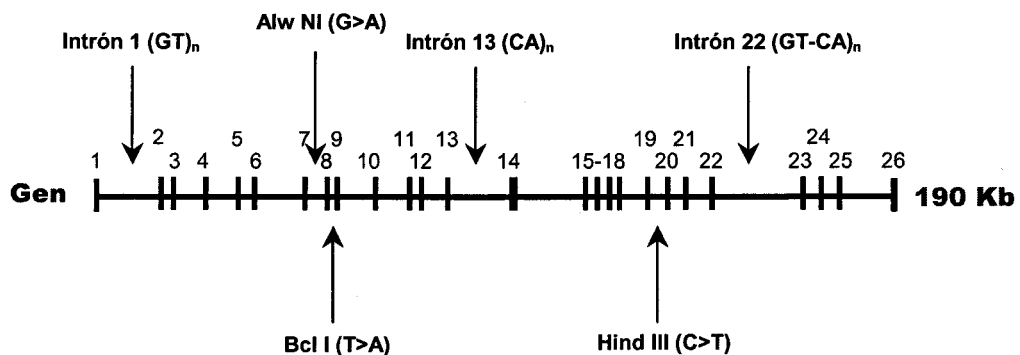 Alw NI (G>A)
Intrón 1 (GT)n
Intrón 13 (CA)n
Intrón 22 (GT-CA)n
2 5 7 9 11 13 19 21 24
1 3 4 6 8 10 12 14 15-18 20 22 23 25 26
Gen
190 Kb
Bcl I (T>A)
Hind III (C>T)